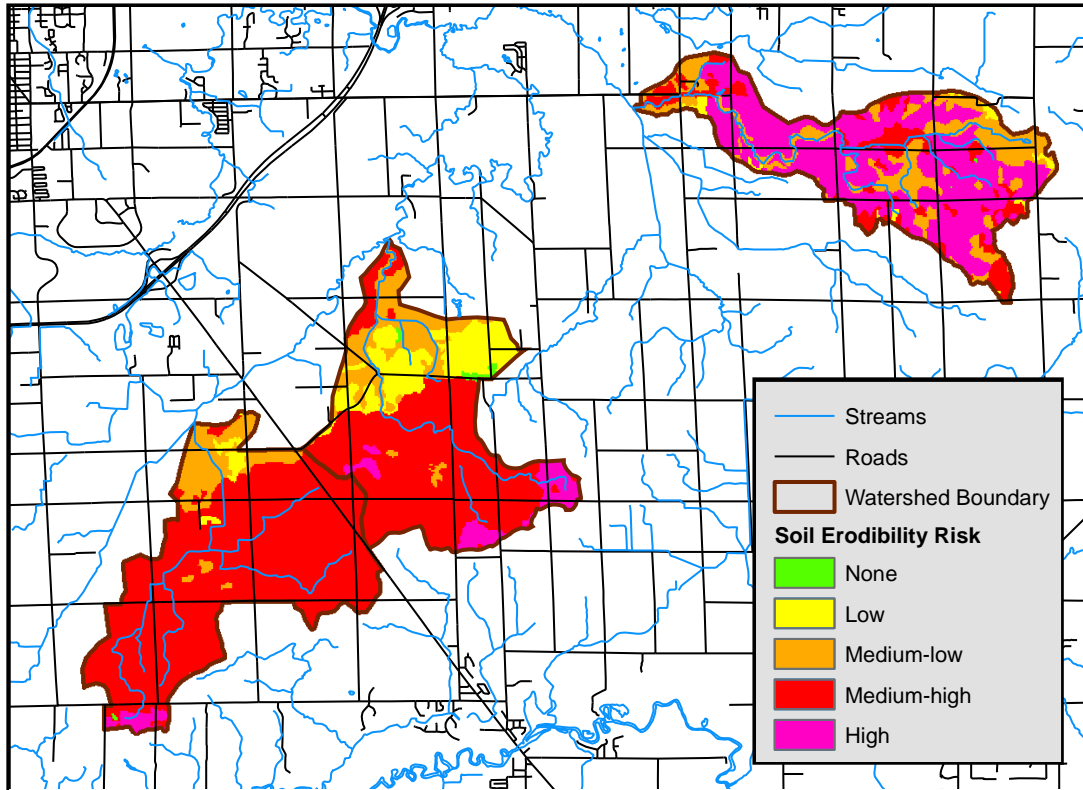 Streams
Roads
Watershed Boundary
Soil Erodibility Risk
None
Low
Medium-low
Medium-high
High